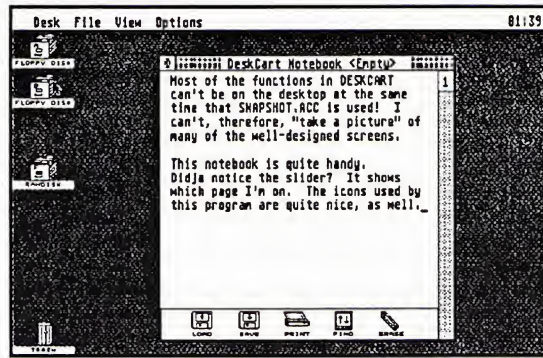 Desk File View Options 01:39
FLOPPY DISK
FLOPPY DISK
RAMDISK
TRASH
DeskCart Notebook <Empty>
Most of the functions in DESKCART
can't be on the desktop at the same
time that SNAPSHOT.ACC is used! I
can't, therefore, "take a picture" of
many of the well-designed screens.
This notebook is quite handy.
Didja notice the slider? It shows
which page I'm on. The icons used by
this program are quite nice, as well._
1
LOAD SAVE PRINT FIND ERASE